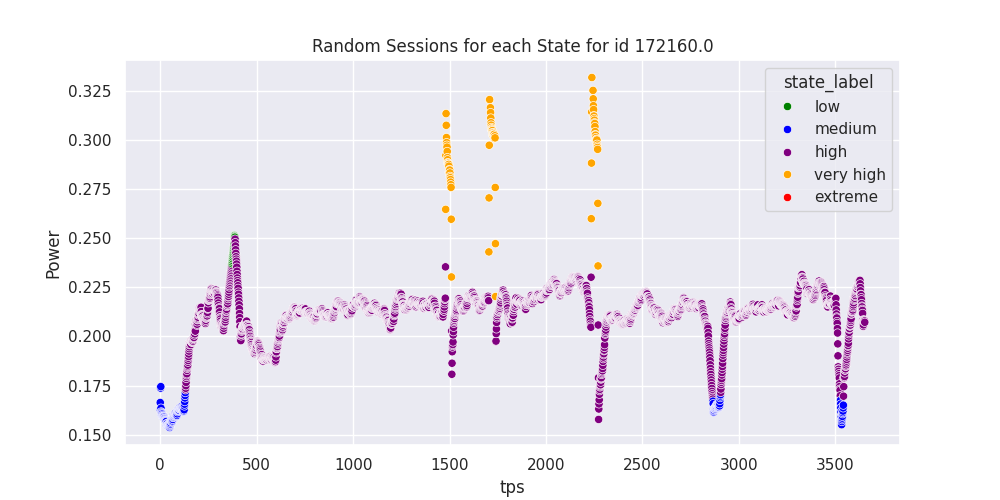 Random Sessions for each State for id 172160.0
state_label
low
medium
high
very high
extreme
Power
0.325
0.300
0.275
0.250
0.225
0.200
0.175
0.150
0 500 1000 1500 2000 2500 3000 3500
tps